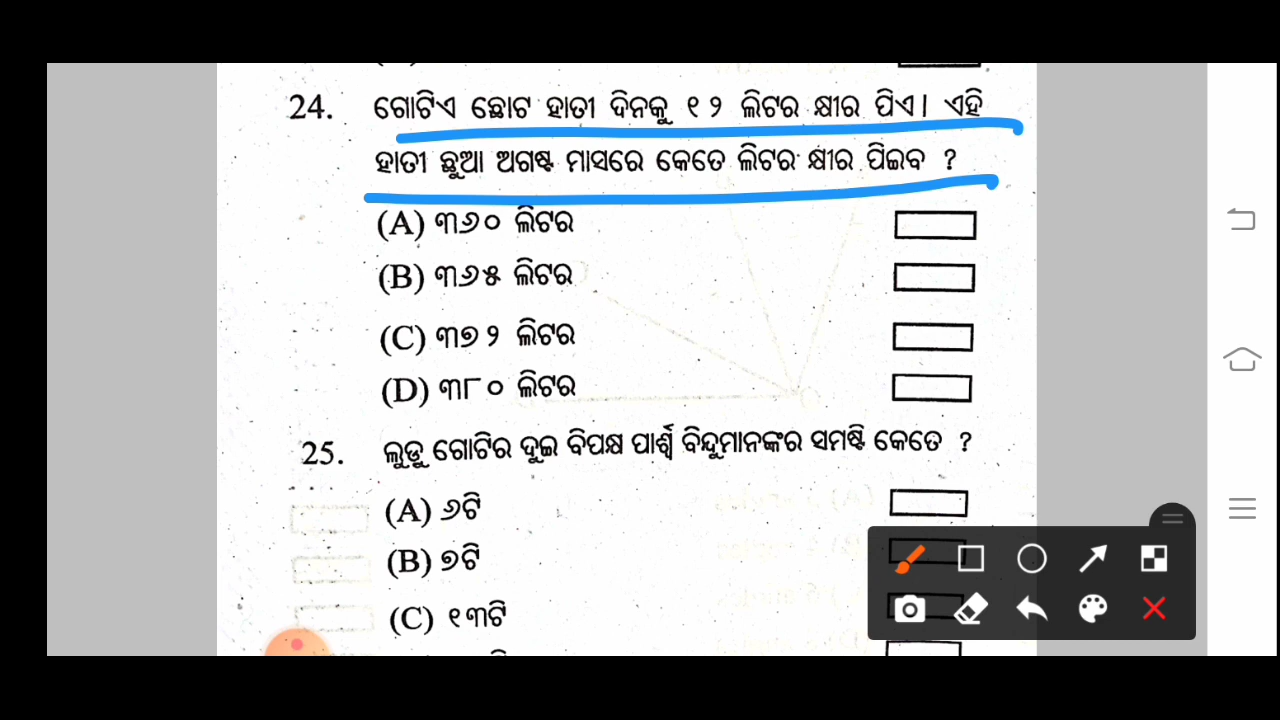 24. ଗୋଟିଏ ଛୋଟ ହାତୀ ଦିନକୁ ୧୨ ଲିଟର କ୍ଷୀର ପିଏ। ଏହି
ହାତୀ ଛୁଆ ଅଗଷ୍ଟ ମାସରେ କେତେ ଲିଟର କ୍ଷୀର ପିଇବ ?
(A) ୩୬୦ ଲିଟର
(B) ୩୬୫ ଲିଟର
(C) ୩୭୨ ଲିଟର
(D) ୩୮୦ ଲିଟର
25. ଲୁଡୁ ଗୋଟିର ଦୁଇ ବିପକ୍ଷ ପାର୍ଶ୍ୱ ବିନ୍ଦୁମାନଙ୍କର ସମଷ୍ଟି କେତେ ?
(A) ୬ଟି
(B) ୭ଟି
(C) ୧୩ଟି